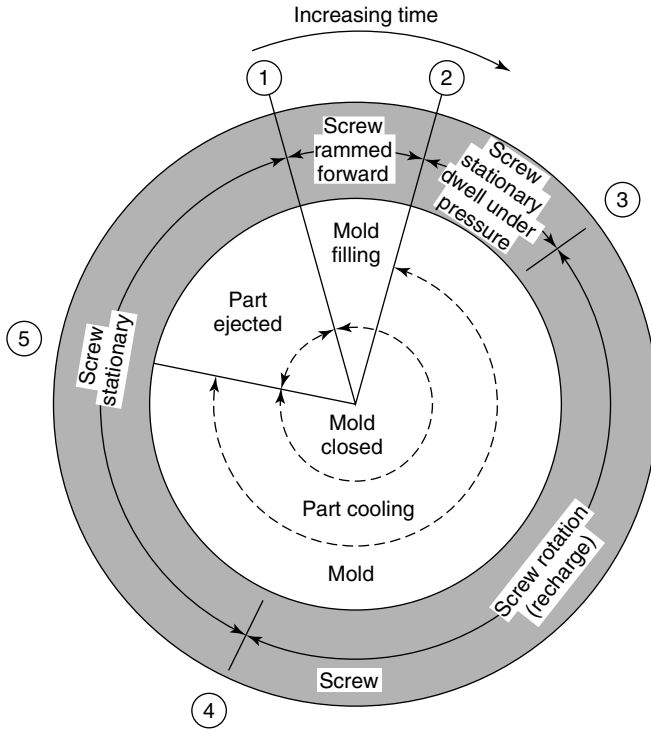 Increasing time
1
2
Screw
rammed
forward
Screw
stationary
dwell under
pressure
3
Mold
filling
Part
ejected
5
Screw
stationary
Mold
closed
Part cooling
Mold
Screw rotation
(recharge)
Screw
4